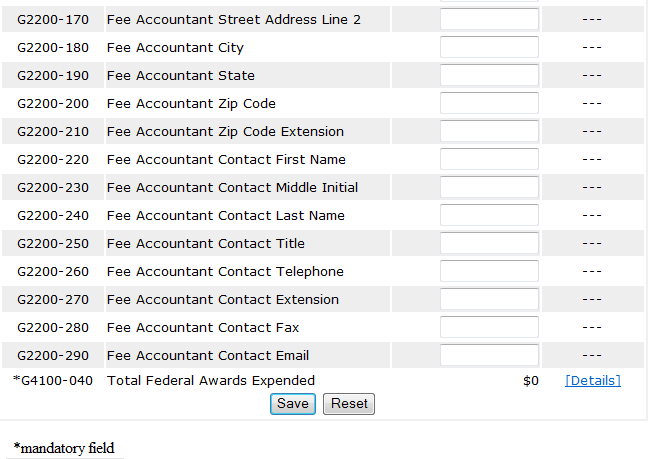 G2200-170 Fee Accountant Street Address Line 2 ---
G2200-180 Fee Accountant City ---
G2200-190 Fee Accountant State ---
G2200-200 Fee Accountant Zip Code ---
G2200-210 Fee Accountant Zip Code Extension ---
G2200-220 Fee Accountant Contact First Name ---
G2200-230 Fee Accountant Contact Middle Initial ---
G2200-240 Fee Accountant Contact Last Name ---
G2200-250 Fee Accountant Contact Title ---
G2200-260 Fee Accountant Contact Telephone ---
G2200-270 Fee Accountant Contact Extension ---
G2200-280 Fee Accountant Contact Fax ---
G2200-290 Fee Accountant Contact Email ---
*G4100-040 Total Federal Awards Expended $0 [Details]
Save Reset
*mandatory field